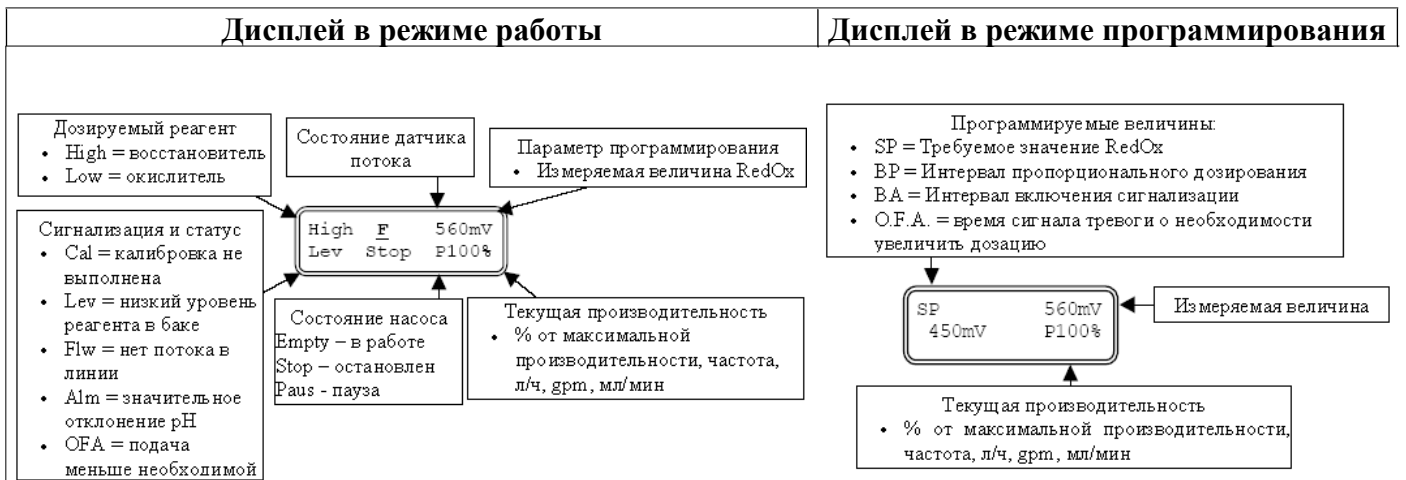 Дисплей в режиме работы
Дисплей в режиме программирования
Дозируемый реагент
• High = восстановитель
• Low = окислитель
Состояние датчика
потока
Параметр программирования
• Измеряемая величина RedOx
Сигнализация и статус
• Cal = калибровка не
выполнена
• Lev = низкий уровень
реагента в баке
• Flw = нет потока в
линии
• Alm = значительное
отклонение pH
• OFA = подача
меньше необходимой
High F 560mV
Lev Stop P100%
Состояние насоса
Empty – в работе
Stop – остановлен
Paus - пауза
Текущая производительность
• % от максимальной
производительности, частота,
л/ч, gpm, мл/мин
Программируемые величины:
• SP = Требуемое значение RedOx
• BP = Интервал пропорционального дозирования
• BA = Интервал включения сигнализации
• O.F.A. = время сигнала тревоги о необходимости
увеличить дозацию
SP 560mV
450mV P100%
Измеряемая величина
Текущая производительность
• % от максимальной производительности,
частота, л/ч, gpm, мл/мин